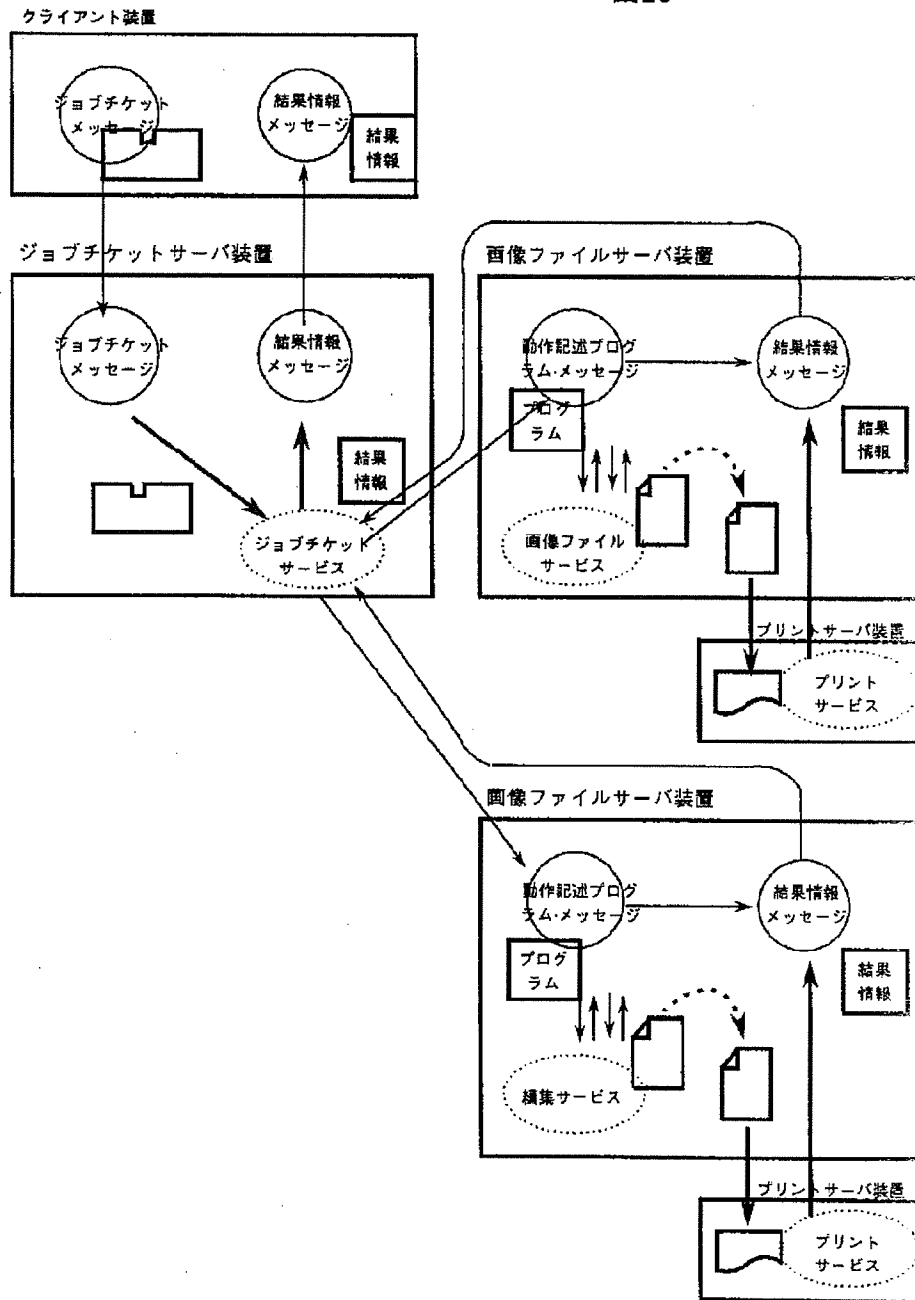 クライアント装置
ジョブチケット
メッセージ
結果情報
メッセージ
結果
情報
ジョブチケットサーバ装置
ジョブチケット
メッセージ
結果情報
メッセージ
結果
情報
ジョブチケット
サービス
画像ファイルサーバ装置
動作記述プログ
ラム・メッセージ
結果情報
メッセージ
プログ
ラム
結果
情報
画像ファイル
サービス
プリントサーバ装置
プリント
サービス
画像ファイルサーバ装置
動作記述プログ
ラム・メッセージ
結果情報
メッセージ
プログ
ラム
結果
情報
編集サービス
プリントサーバ装置
プリント
サービス